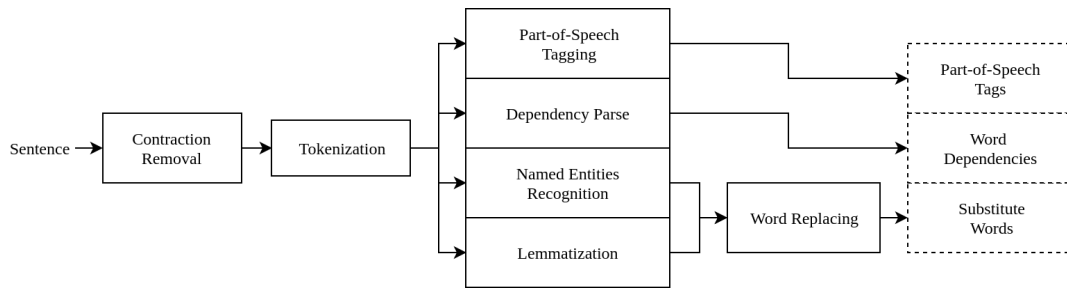 Sentence
Contraction
Removal
Tokenization
Part-of-Speech
Tagging
Dependency Parse
Named Entities
Recognition
Lemmatization
Word Replacing
Part-of-Speech
Tags
Word
Dependencies
Substitute
Words